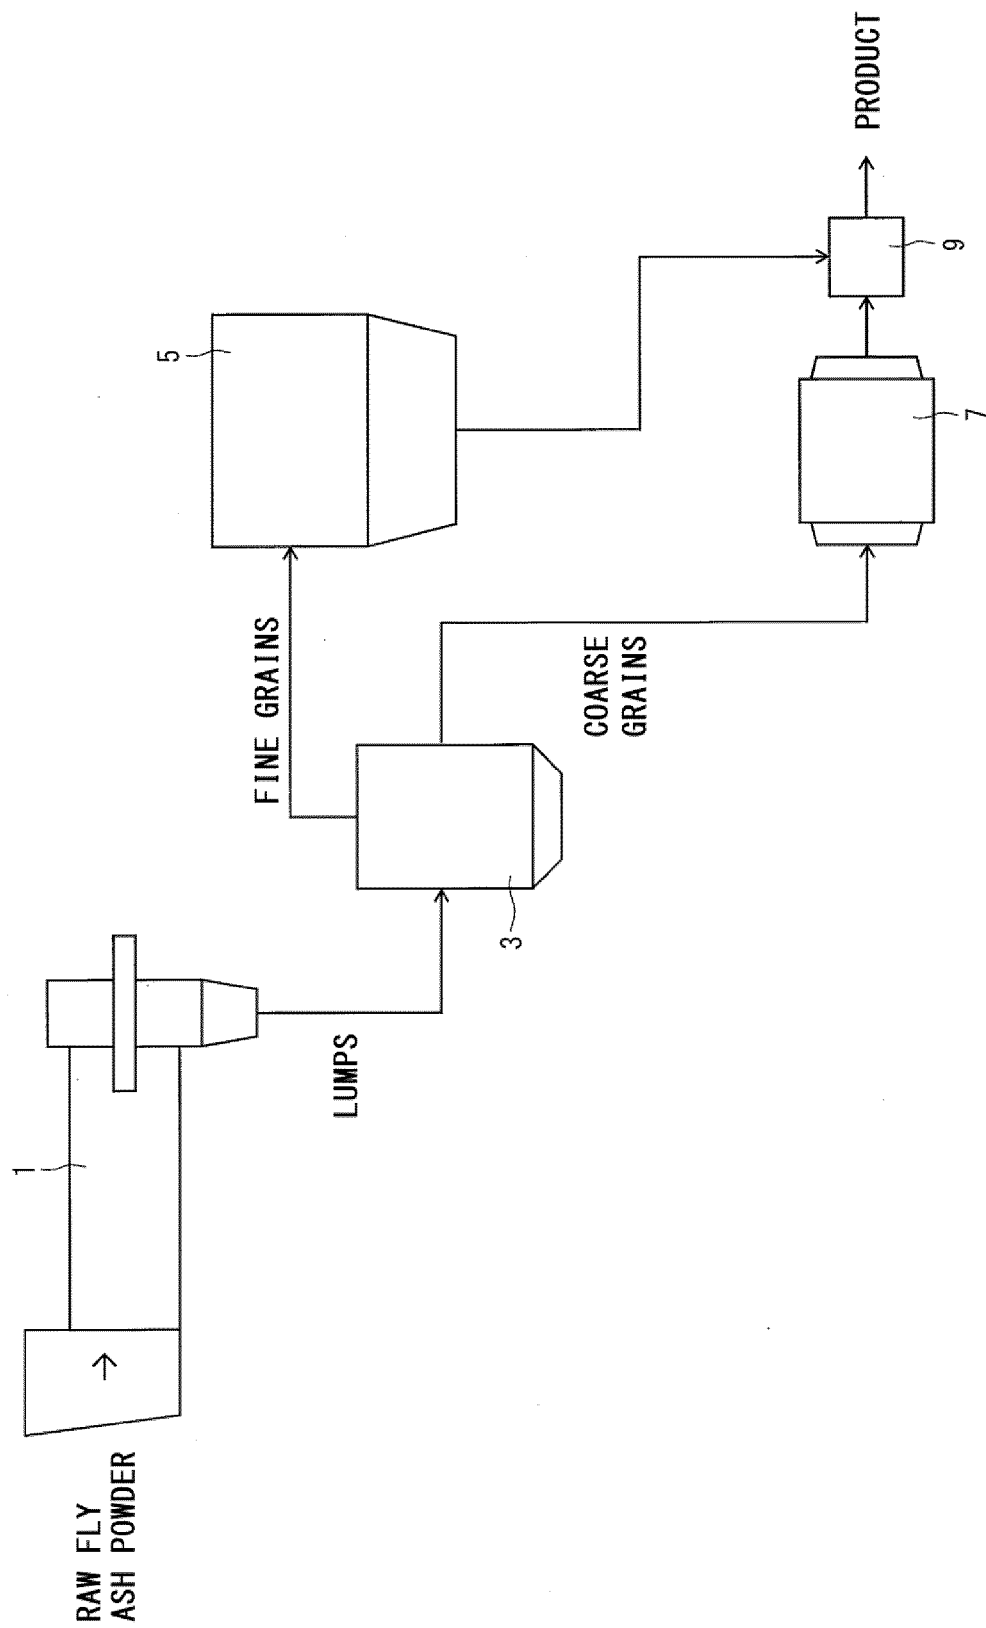 RAW FLY
ASH POWDER
1
LUMPS
3
FINE GRAINS
COARSE
GRAINS
5
7
9
PRODUCT